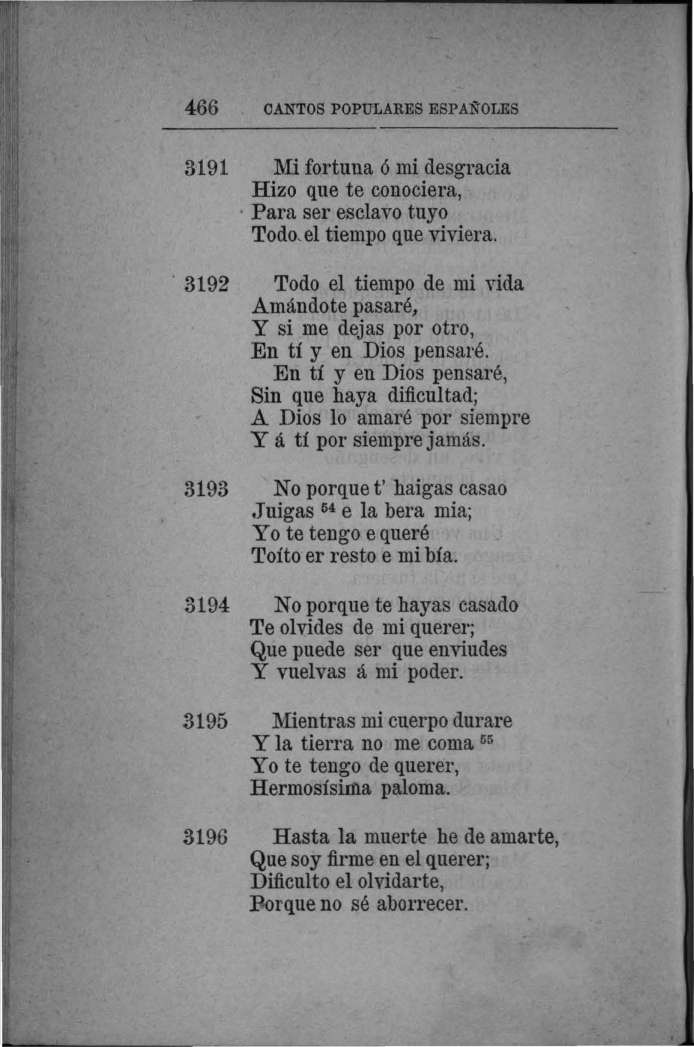 466 CANTOS POPULARES ESPAÑOLES
3191 Mi fortuna ó mi desgracia
Hizo que te conociera,
Para ser esclavo tuyo
Todo el tiempo que viviera.
3192 Todo el tiempo de mi vida
Amándote pasaré,
Y si me dejas por otro,
En tí y en Dios pensaré.
En tí y en Dios pensaré,
Sin que haya dificultad;
A Dios lo amaré por siempre
Y á tí por siempre jamás.
3193 No porque t' haigas casao
Juigas ⁵⁴ e la bera mia;
Yo te tengo e queré
Toíto er resto e mi bía.
3194 No porque te hayas casado
Te olvides de mi querer;
Que puede ser que enviudes
Y vuelvas á mi poder.
3195 Mientras mi cuerpo durare
Y la tierra no me coma ⁵⁵
Yo te tengo de querer,
Hermosísima paloma.
3196 Hasta la muerte he de amarte,
Que soy firme en el querer;
Dificulto el olvidarte,
Porque no sé aborrecer.